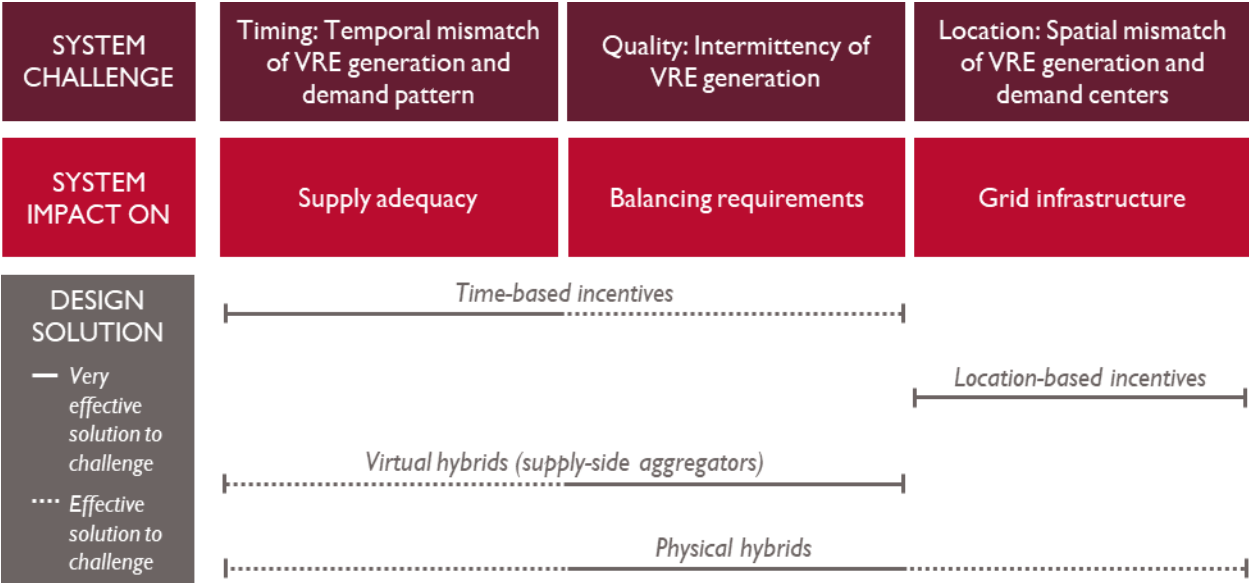 SYSTEM
CHALLENGE
Timing: Temporal mismatch
of VRE generation and
demand pattern
Quality: Intermittency of
VRE generation
Location: Spatial mismatch
of VRE generation and
demand centers
SYSTEM
IMPACT ON
Supply adequacy
Balancing requirements
Grid infrastructure
DESIGN
SOLUTION
Very
effective
solution to
challenge
Effective
solution to
challenge
Time-based incentives
Location-based incentives
Virtual hybrids (supply-side aggregators)
Physical hybrids